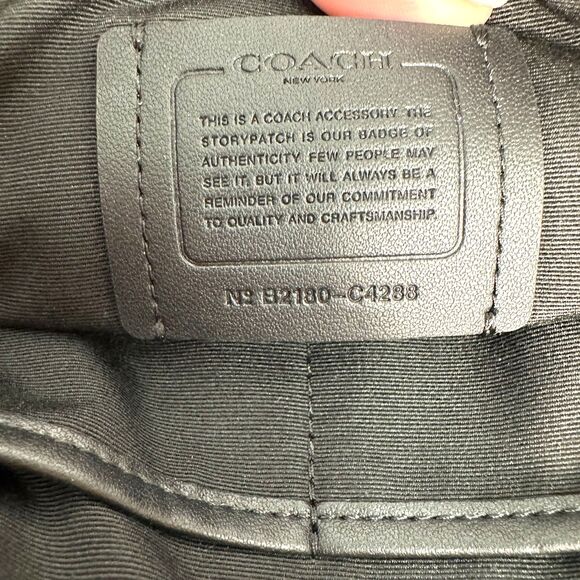 COACH
NEW YORK
THIS IS A COACH ACCESSORY THE
STORYPATCH IS OUR BADGE OF
AUTHENTICITY FEW PEOPLE MAY
SEE IT, BUT IT WILL ALWAYS BE A
REMINDER OF OUR COMMITMENT
TO QUALITY AND CRAFTSMANSHIP.
Nº B2180-C4288